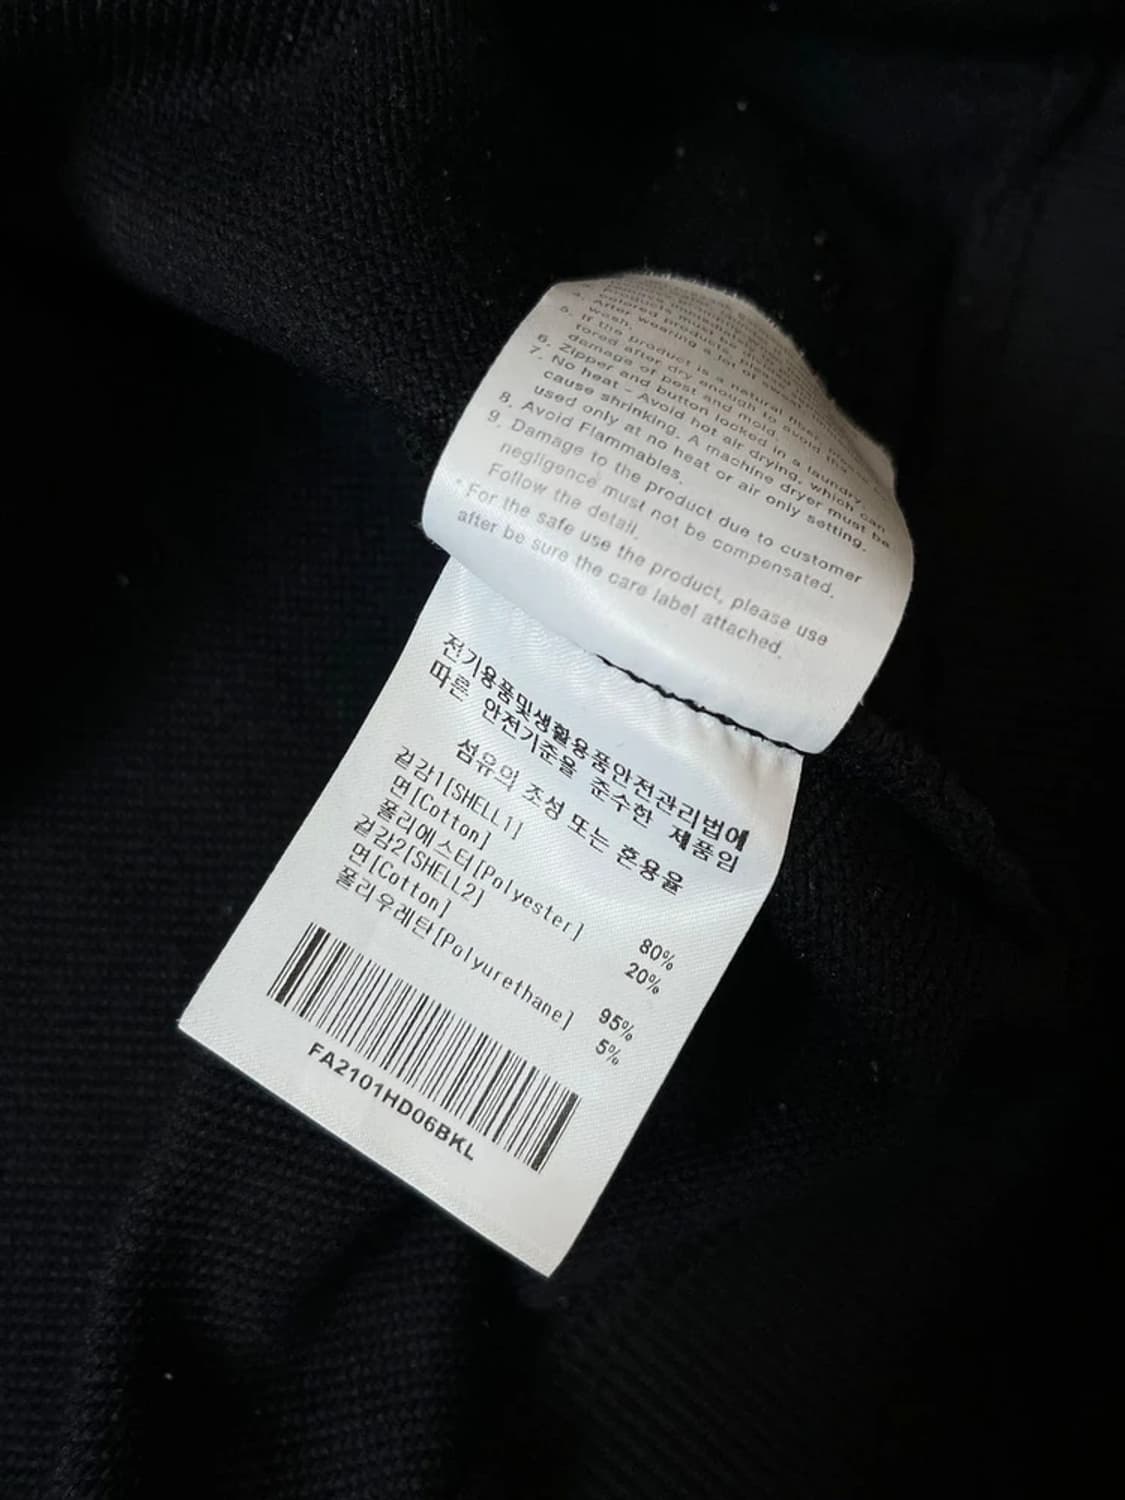 wash.
5. If the product is a natural fiber,
tored after dry enough to avoid the
damage of pest and mold.
6. Zipper and button locked in a laundry.
7. No heat - Avoid hot air drying, which can
cause shrinking. A machine dryer must be
used only at no heat or air only setting.
8. Avoid Flammables.
9. Damage to the product due to customer
negligence must not be compensated.
Follow the detail.
* For the safe use the product, please use
after be sure the care label attached.
전기용품및생활용품안전관리법에
따른 안전기준을 준수한 제품임
섬유의 조성 또는 혼용율
겉감1[SHELL1]
면[Cotton] 80%
폴리에스터[Polyester] 20%
겉감2[SHELL2]
면[Cotton] 95%
폴리우레탄[Polyurethane] 5%
FA2101HD06BKL